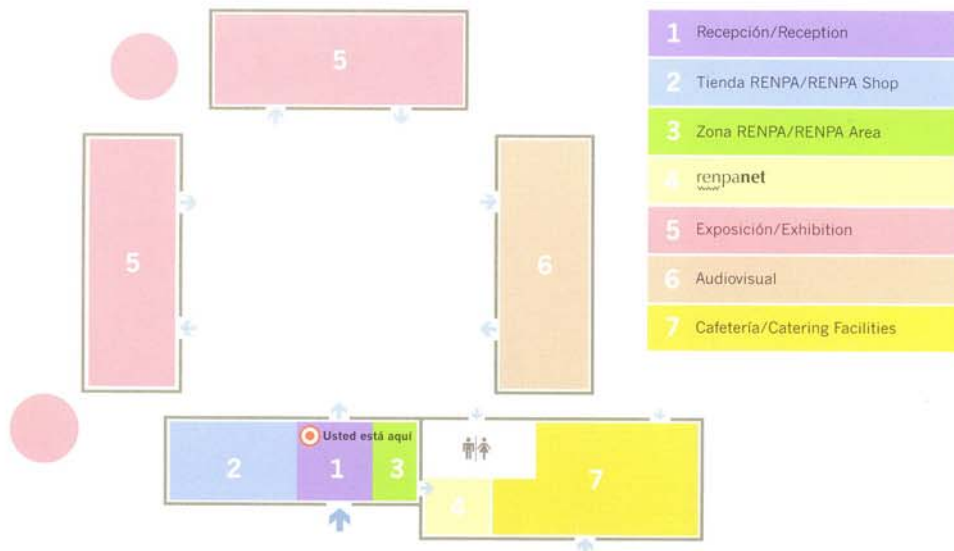 5
5
6
Usted está aquí
2
1
3
4
7
1 Recepción/Reception
2 Tienda RENPA/RENPA Shop
3 Zona RENPA/RENPA Area
4 renpanet
5 Exposición/Exhibition
6 Audiovisual
7 Cafetería/Catering Facilities